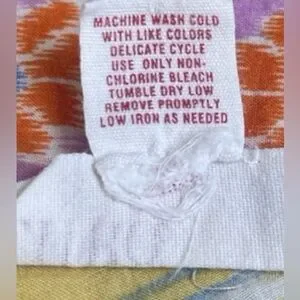 MACHINE WASH COLD
WITH LIKE COLORS
DELICATE CYCLE
USE ONLY NON-
CHLORINE BLEACH
TUMBLE DRY LOW
REMOVE PROMPTLY
LOW IRON AS NEEDED